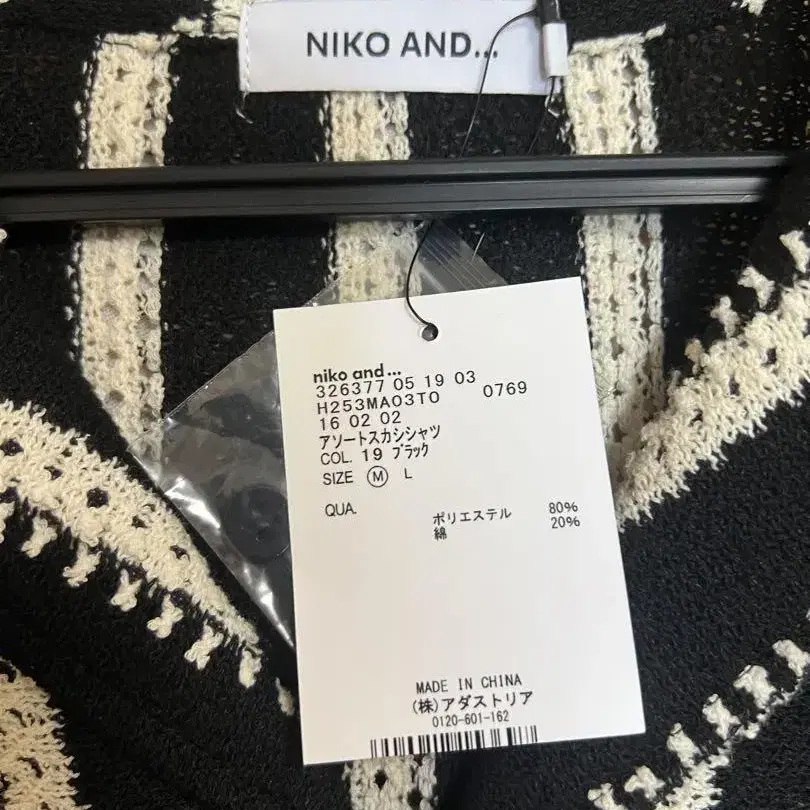 NIKO AND...
niko and...
326377 05 19 03
H253MA03TO 0769
16 02 02
アソートスカシシャツ
COL. 19 ブラック
SIZE M L
QUA.
ポリエステル 80%
綿 20%
MADE IN CHINA
(株)アダストリア
0120-601-162